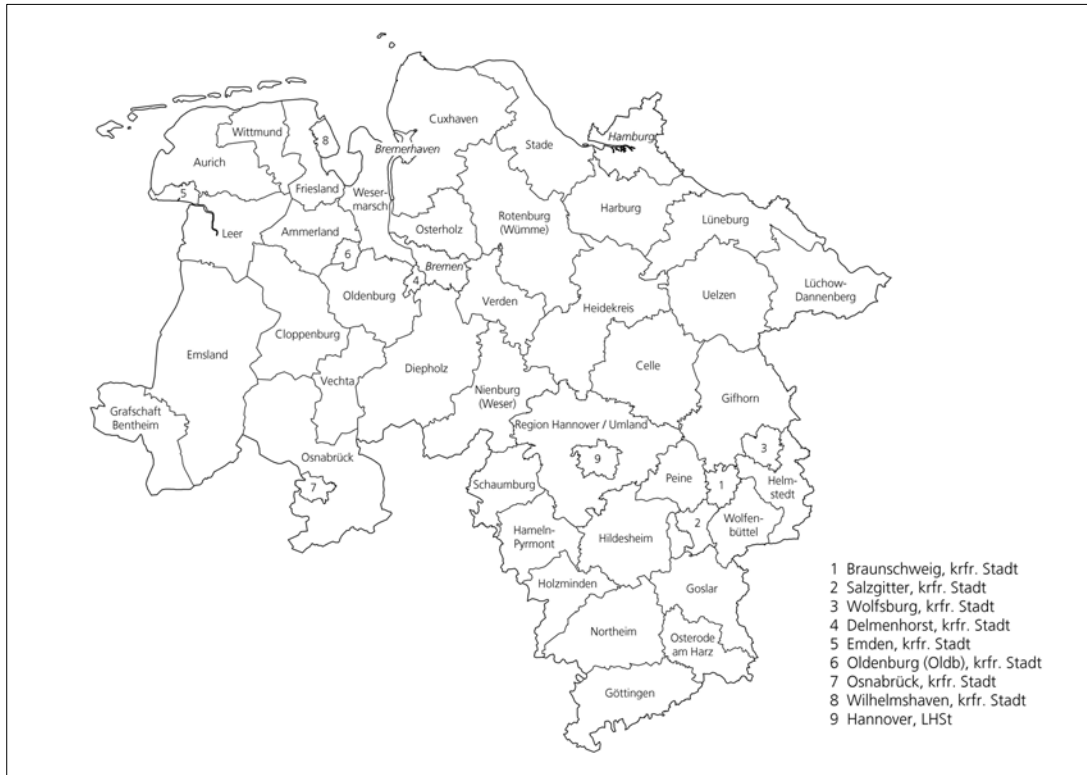 Cuxhaven
Hamburg
Wittmund
8
Bremerhaven
Stade
Aurich
5
Friesland
Weser-
marsch
Harburg
Lüneburg
Leer
Ammerland
Osterholz
Rotenburg
(Wümme)
6
Bremen
4
Oldenburg
Verden
Heidekreis
Uelzen
Lüchow-
Dannenberg
Cloppenburg
Emsland
Vechta
Diepholz
Nienburg
(Weser)
Celle
Gifhorn
Grafschaft
Bentheim
Region Hannover / Umland
Osnabrück
7
9
3
Schaumburg
Peine
1
Helm-
stedt
Hameln-
Pyrmont
Hildesheim
2
Wolfen-
büttel
Holzminden
Goslar
Northeim
Osterode
am Harz
Göttingen
1 Braunschweig, krfr. Stadt
2 Salzgitter, krfr. Stadt
3 Wolfsburg, krfr. Stadt
4 Delmenhorst, krfr. Stadt
5 Emden, krfr. Stadt
6 Oldenburg (Oldb), krfr. Stadt
7 Osnabrück, krfr. Stadt
8 Wilhelmshaven, krfr. Stadt
9 Hannover, LHSt